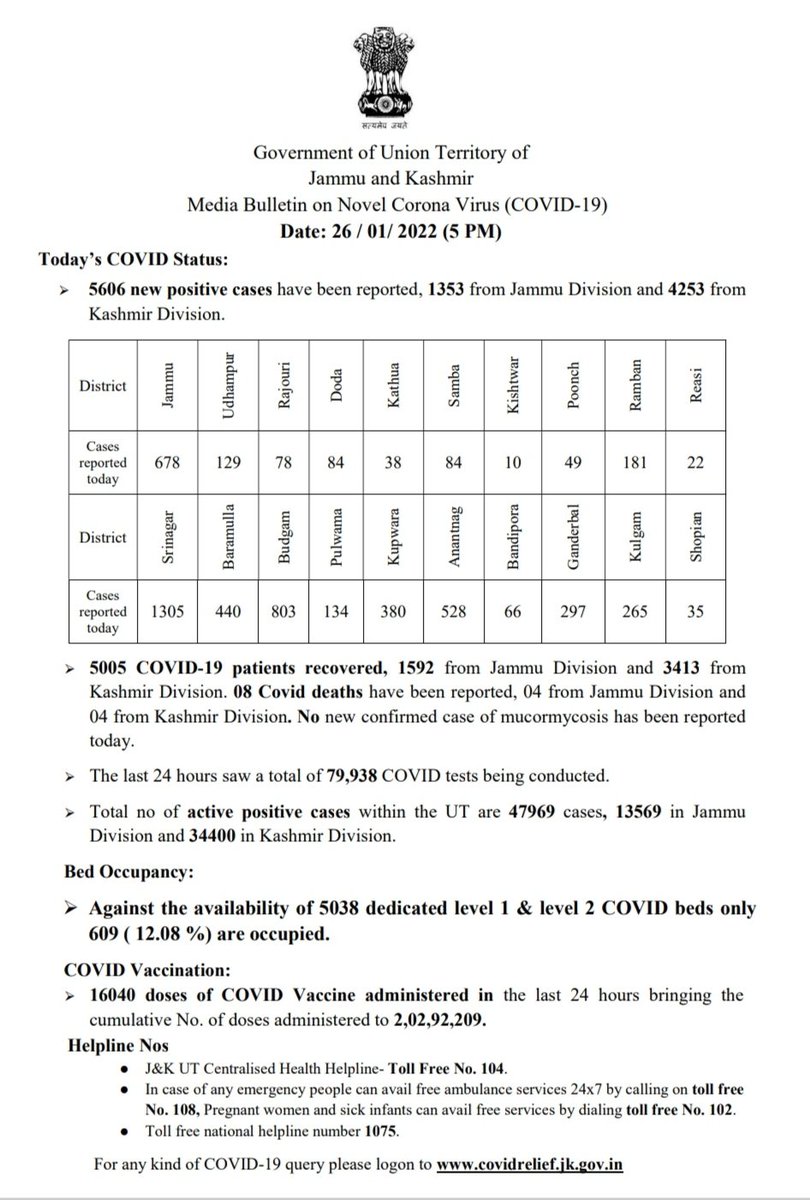 सत्यमेव जयते
Government of Union Territory of
Jammu and Kashmir
Media Bulletin on Novel Corona Virus (COVID-19)
Date: 26 / 01/ 2022 (5 PM)
Today’s COVID Status:
➢ 5606 new positive cases have been reported, 1353 from Jammu Division and 4253 from
Kashmir Division.
District Jammu Udhampur Rajouri Doda Kathua Samba Kishtwar Poonch Ramban Reasi
Cases
reported
today 678 129 78 84 38 84 10 49 181 22
District Srinagar Baramulla Budgam Pulwama Kupwara Anantnag Bandipora Ganderbal Kulgam Shopian
Cases
reported
today 1305 440 803 134 380 528 66 297 265 35
➢ 5005 COVID-19 patients recovered, 1592 from Jammu Division and 3413 from
Kashmir Division. 08 Covid deaths have been reported, 04 from Jammu Division and
04 from Kashmir Division. No new confirmed case of mucormycosis has been reported
today.
➢ The last 24 hours saw a total of 79,938 COVID tests being conducted.
➢ Total no of active positive cases within the UT are 47969 cases, 13569 in Jammu
Division and 34400 in Kashmir Division.
Bed Occupancy:
➢ Against the availability of 5038 dedicated level 1 & level 2 COVID beds only
609 ( 12.08 %) are occupied.
COVID Vaccination:
➢ 16040 doses of COVID Vaccine administered in the last 24 hours bringing the
cumulative No. of doses administered to 2,02,92,209.
Helpline Nos
● J&K UT Centralised Health Helpline- Toll Free No. 104.
● In case of any emergency people can avail free ambulance services 24x7 by calling on toll free
No. 108, Pregnant women and sick infants can avail free services by dialing toll free No. 102.
● Toll free national helpline number 1075.
For any kind of COVID-19 query please logon to www.covidrelief.jk.gov.in